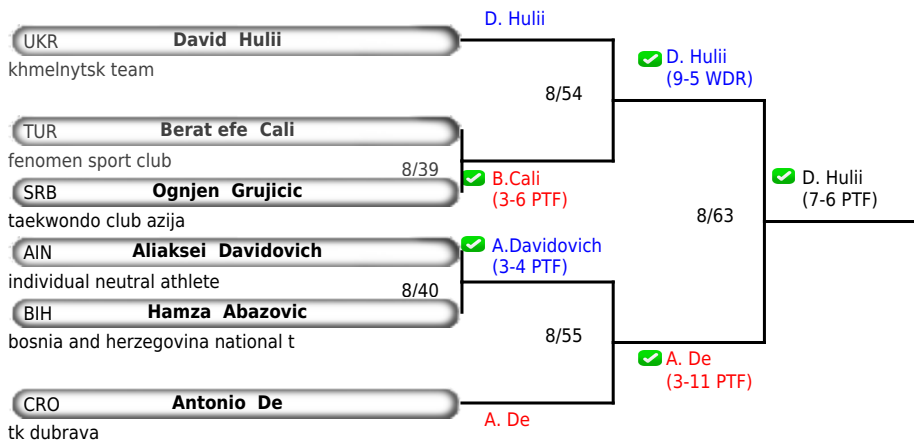 D. Hulii
UKR David Hulii
khmelnytsk team
D. Hulii
(9-5 WDR)
8/54
TUR Berat efe Cali
fenomen sport club
8/39
B.Cali
(3-6 PTF)
SRB Ognjen Grujicic
taekwondo club azija
D. Hulii
(7-6 PTF)
8/63
AIN Aliaksei Davidovich
individual neutral athlete
A.Davidovich
(3-4 PTF)
8/40
BIH Hamza Abazovic
bosnia and herzegovina national t
8/55
A. De
(3-11 PTF)
CRO Antonio De
tk dubrava
A. De